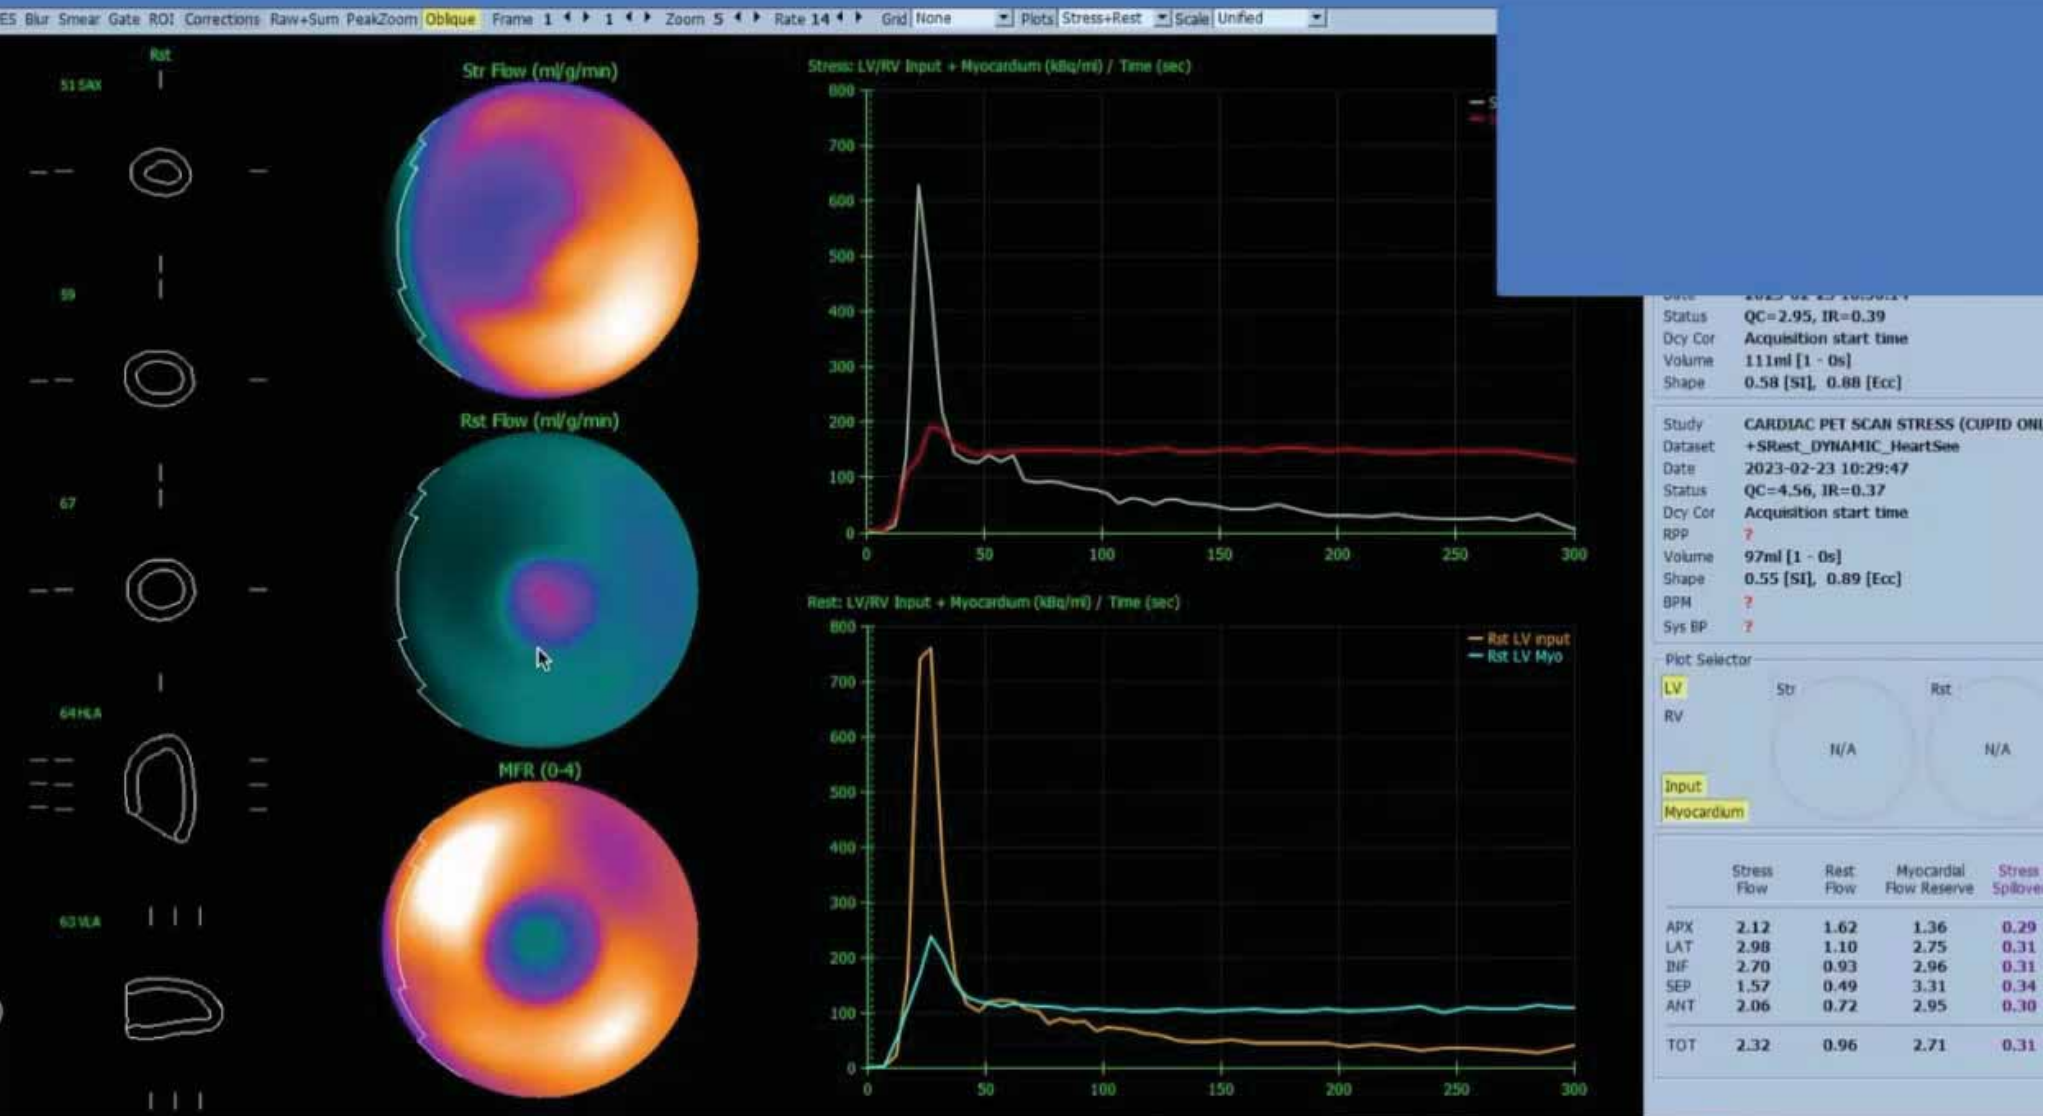 ES Blur Smear Gate ROI Corrections Raw+Sum PeakZoom Oblique Frame 1 1 Zoom 5 Rate 14 Grid None Plots Stress+Rest Scale Unified
Rst
51 SAX
59
67
64 HLA
63 VLA
Str Flow (ml/g/min)
Rst Flow (ml/g/min)
MFR (0-4)
Stress: LV/RV Input + Myocardium (kBq/ml) / Time (sec)
800
700
600
500
400
300
200
100
0
0 50 100 150 200 250 300
Rest: LV/RV Input + Myocardium (kBq/ml) / Time (sec)
Rst LV input
Rst LV Myo
800
700
600
500
400
300
200
100
0
0 50 100 150 200 250 300
Status QC=2.95, IR=0.39
Dcy Cor Acquisition start time
Volume 111ml [1 - 0s]
Shape 0.58 [SI], 0.88 [Ecc]
Study CARDIAC PET SCAN STRESS (CUPID ONL
Dataset +SRest_DYNAMIC_HeartSee
Date 2023-02-23 10:29:47
Status QC=4.56, IR=0.37
Dcy Cor Acquisition start time
RPP ?
Volume 97ml [1 - 0s]
Shape 0.55 [SI], 0.89 [Ecc]
BPM ?
Sys BP ?
Plot Selector
LV Str Rst
RV
N/A N/A
Input
Myocardium
Stress Rest Myocardial Stress
Flow Flow Flow Reserve Spillove
APX 2.12 1.62 1.36 0.29
LAT 2.98 1.10 2.75 0.31
INF 2.70 0.93 2.96 0.31
SEP 1.57 0.49 3.31 0.34
ANT 2.06 0.72 2.95 0.30
TOT 2.32 0.96 2.71 0.31